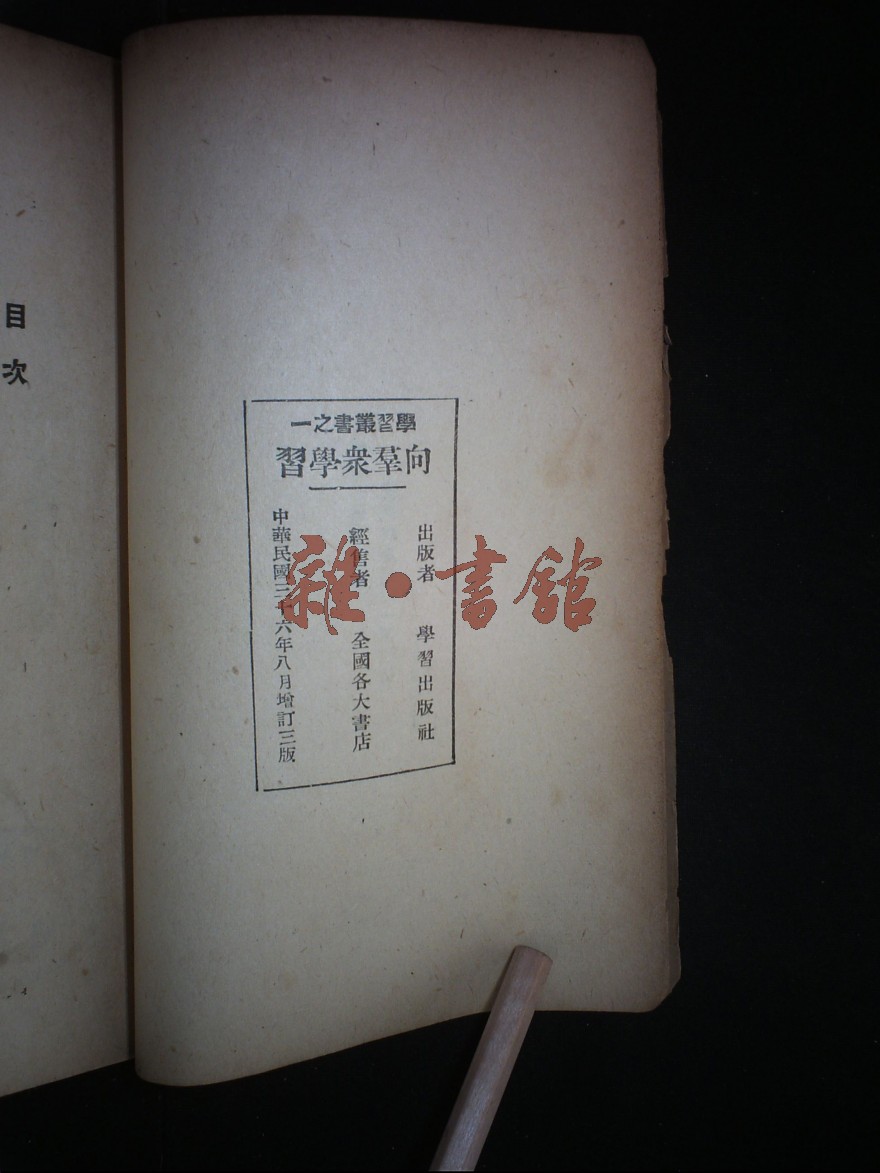 學習叢書之一
向羣衆學習
出版者 學習出版社
經售者 全國各大書店
中華民國三十六年八月增訂三版
目次
雜·書館